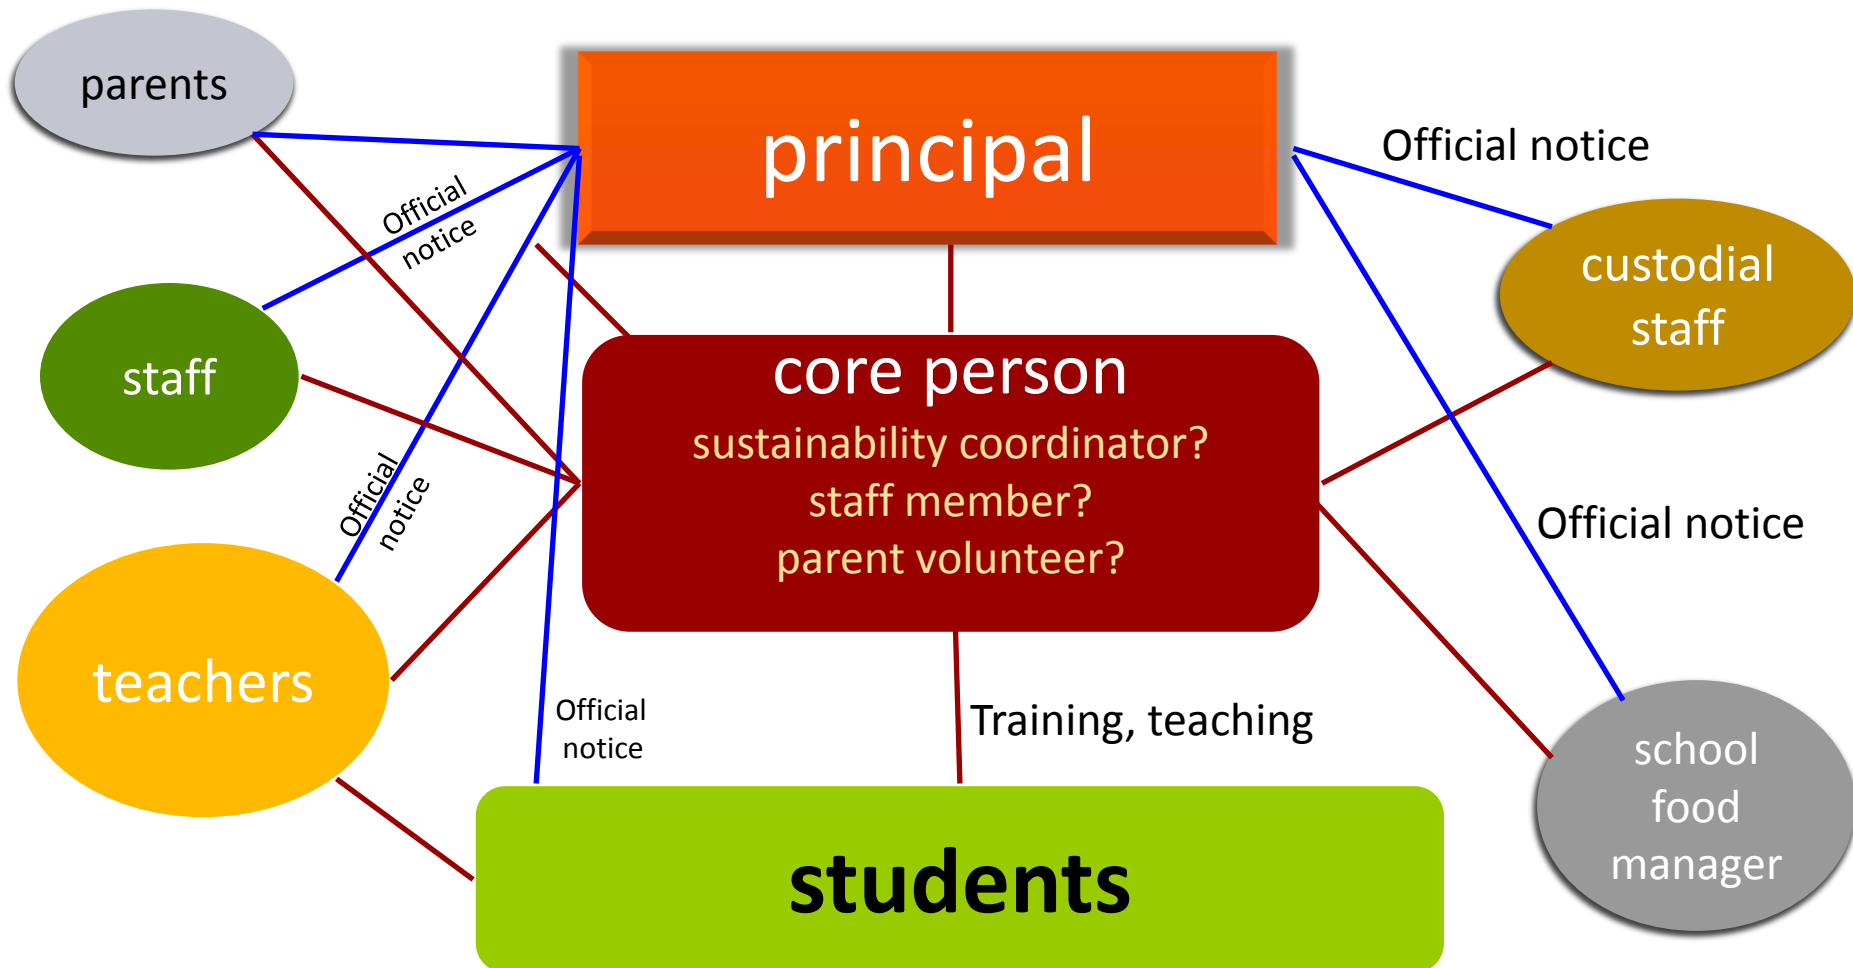 parents
principal
Official notice
Official
notice
custodial
staff
staff
core person
sustainability coordinator?
staff member?
parent volunteer?
Official
notice
Official notice
teachers
Official
notice
Training, teaching
school
food
manager
students